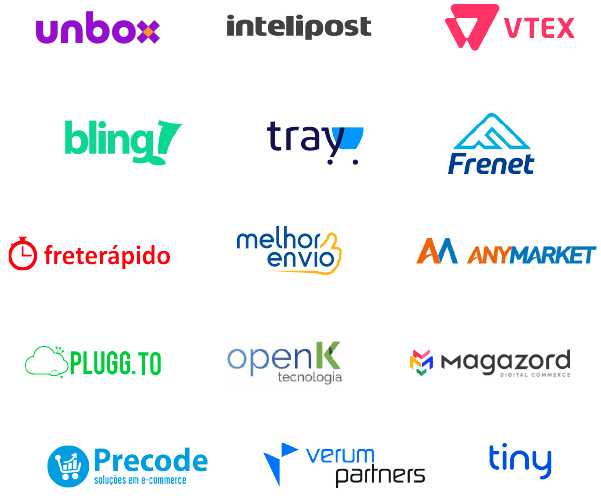 unbox
intelipost
VTEX
bling!
tray
Frenet
freterápido
melhor
envio
ANYMARKET
PLUGG.TO
openK
tecnologia
MAGAZORD
DIGITAL COMMERCE
Precode
soluções em e-commerce
verum
partners
tiny